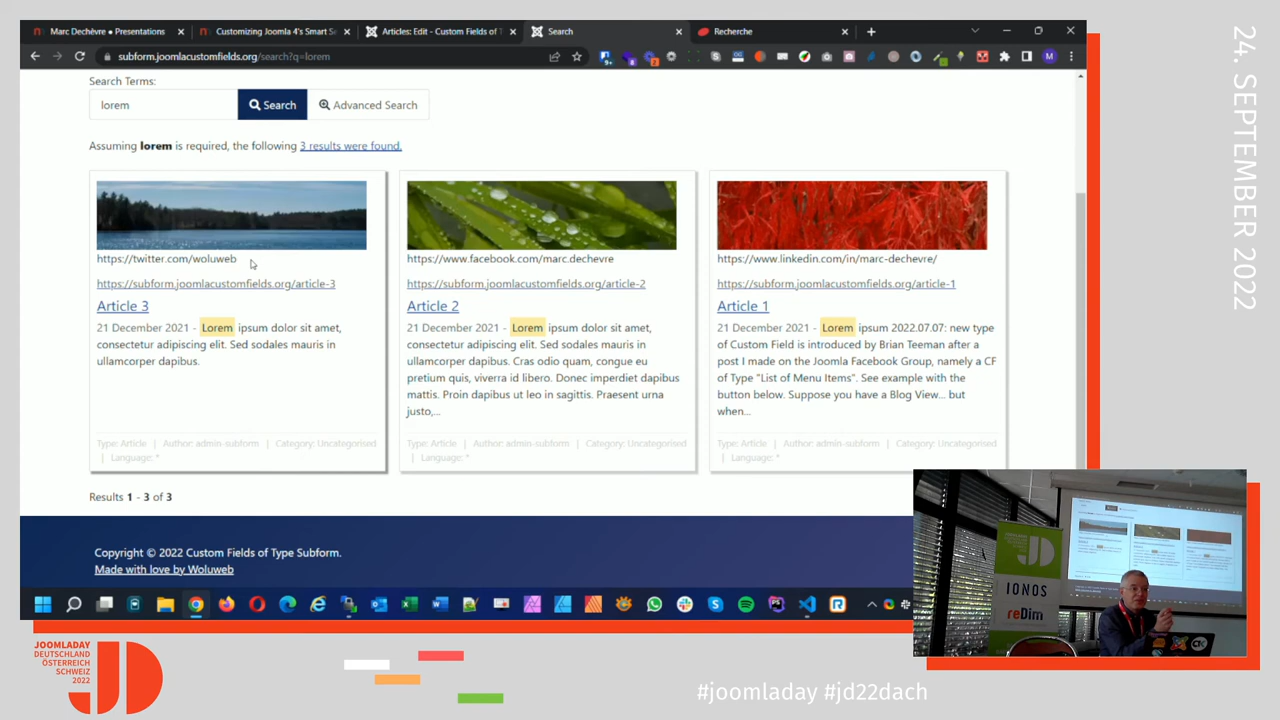 Marc Dechèvre • Presentations
Customizing Joomla 4's Smart Se
Articles: Edit - Custom Fields of T
Search
Recherche
subform.joomlacustomfields.org/search?q=lorem
Search Terms:
lorem
Search
Advanced Search
Assuming lorem is required, the following 3 results were found.
https://twitter.com/woluweb
https://subform.joomlacustomfields.org/article-3
Article 3
21 December 2021 - Lorem ipsum dolor sit amet,
consectetur adipiscing elit. Sed sodales mauris in
ullamcorper dapibus.
Type: Article | Author: admin-subform | Category: Uncategorised
| Language: *
https://www.facebook.com/marc.dechevre
https://subform.joomlacustomfields.org/article-2
Article 2
21 December 2021 - Lorem ipsum dolor sit amet,
consectetur adipiscing elit. Sed sodales mauris in
ullamcorper dapibus. Cras odio quam, congue eu
pretium quis, viverra id libero. Donec imperdiet dapibus
mattis. Proin dapibus ut leo in sagittis. Praesent urna
justo,...
Type: Article | Author: admin-subform | Category: Uncategorised
| Language: *
https://www.linkedin.com/in/marc-dechevre/
https://subform.joomlacustomfields.org/article-1
Article 1
21 December 2021 - Lorem ipsum 2022.07.07: new type
of Custom Field is introduced by Brian Teeman after a
post I made on the Joomla Facebook Group, namely a CF
of Type "List of Menu Items". See example with the
button below. Suppose you have a Blog View... but
when...
Type: Article | Author: admin-subform | Category: Uncategorised
| Language: *
Results 1 - 3 of 3
Copyright © 2022 Custom Fields of Type Subform.
Made with love by Woluweb
24. SEPTEMBER 2022
IONOS
reDim
JOOMLADAY
DEUTSCHLAND
ÖSTERREICH
SCHWEIZ
2022
#joomladay #jd22dach